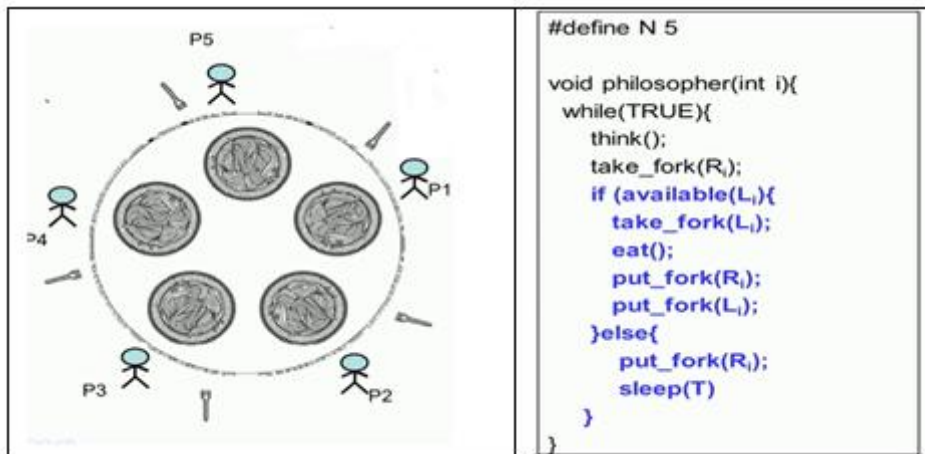 P5
P1
P4
P3
P2
#define N 5
void philosopher(int i){
while(TRUE){
think();
take_fork(Rᵢ);
if (available(Lᵢ){
take_fork(Lᵢ);
eat();
put_fork(Rᵢ);
put_fork(Lᵢ);
}else{
put_fork(Rᵢ);
sleep(T)
}
}